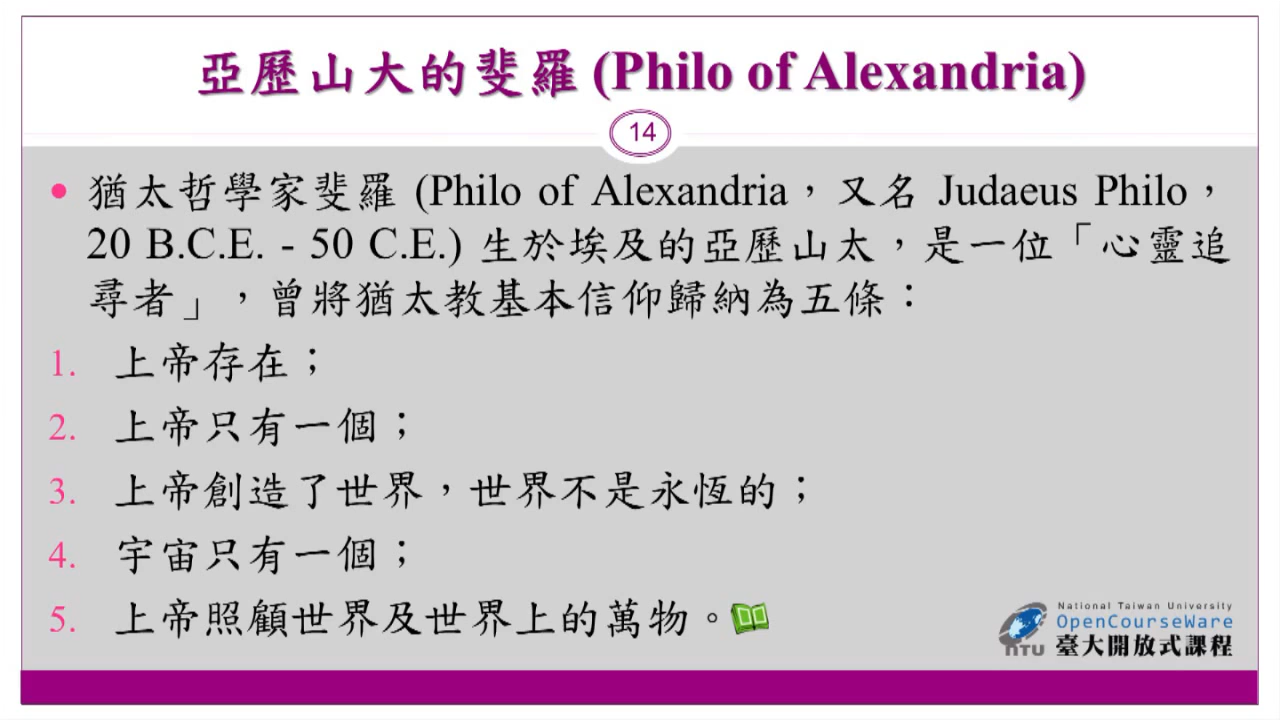 亞歷山大的斐羅 (Philo of Alexandria)
14
• 猶太哲學家斐羅 (Philo of Alexandria，又名 Judaeus Philo，
20 B.C.E. - 50 C.E.) 生於埃及的亞歷山太，是一位「心靈追
尋者」，曾將猶太教基本信仰歸納為五條：
1. 上帝存在；
2. 上帝只有一個；
3. 上帝創造了世界，世界不是永恆的；
4. 宇宙只有一個；
5. 上帝照顧世界及世界上的萬物。
National Taiwan University
OpenCourseWare
NTU 臺大開放式課程